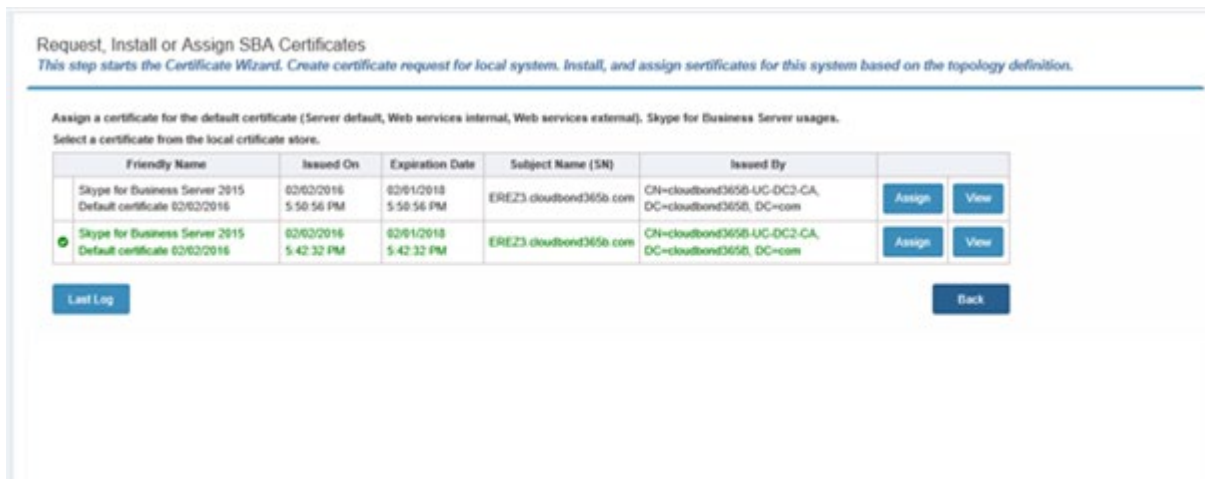 Request, Install or Assign SBA Certificates
This step starts the Certificate Wizard. Create certificate request for local system. Install, and assign sertificates for this system based on the topology definition.
Assign a certificate for the default certificate (Server default, Web services internal, Web services external). Skype for Business Server usages.
Select a certificate from the local crtificate store.
Friendly Name Issued On Expiration Date Subject Name (SN) Issued By
Skype for Business Server 2015 02/02/2016 02/01/2018 EREZ3.cloudbond365b.com CN=cloudbond365B-UC-DC2-CA, Assign View
Default certificate 02/02/2016 5:50:56 PM 5:50:56 PM DC=cloudbond365B, DC=com
Skype for Business Server 2015 02/02/2016 02/01/2018 EREZ3.cloudbond365b.com CN=cloudbond365B-UC-DC2-CA, Assign View
Default certificate 02/02/2016 5:42:32 PM 5:42:32 PM DC=cloudbond365B, DC=com
Last Log Back